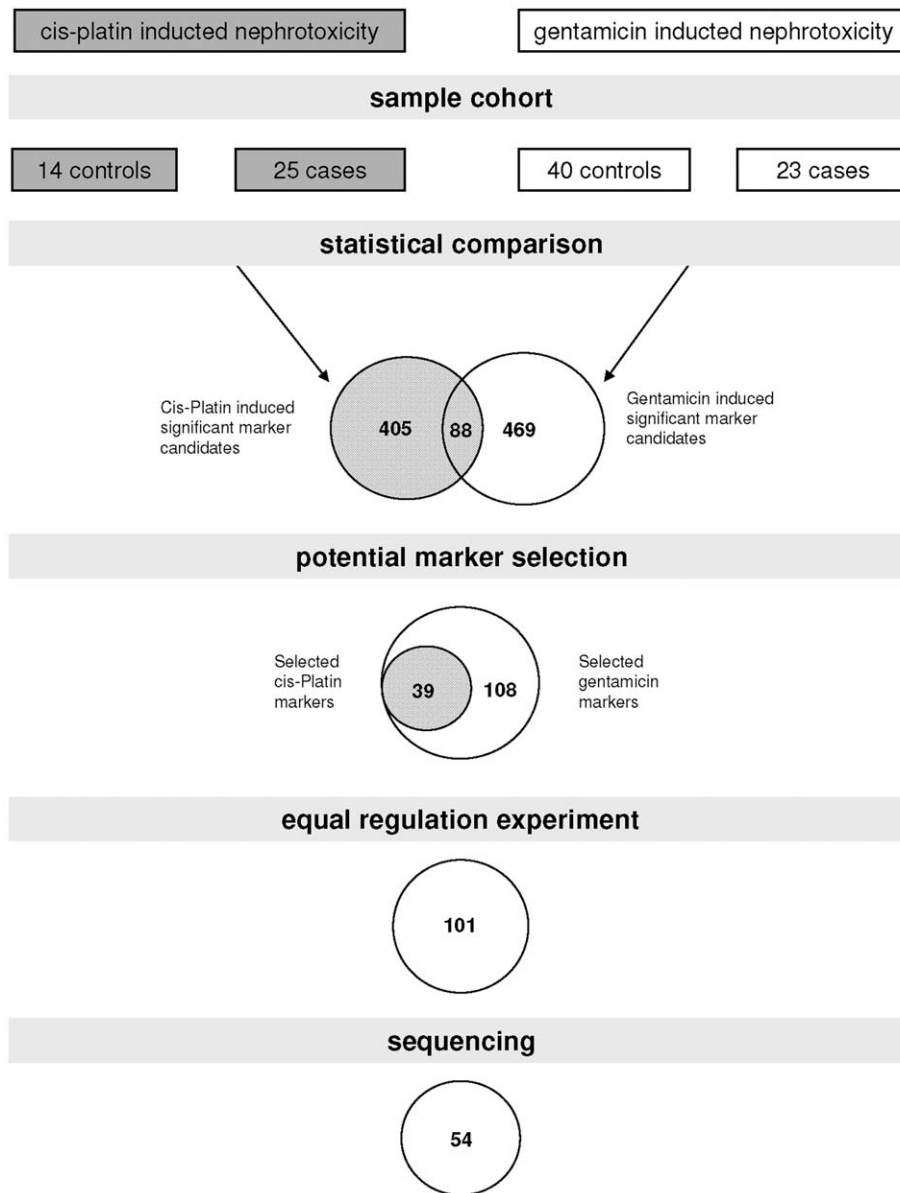 cis-platin inducted nephrotoxicity
gentamicin inducted nephrotoxicity
sample cohort
14 controls
25 cases
40 controls
23 cases
statistical comparison
Cis-Platin induced
significant marker
candidates
405
88
469
Gentamicin induced
significant marker
candidates
potential marker selection
Selected
cis-Platin
markers
39
108
Selected
gentamicin
markers
equal regulation experiment
101
sequencing
54